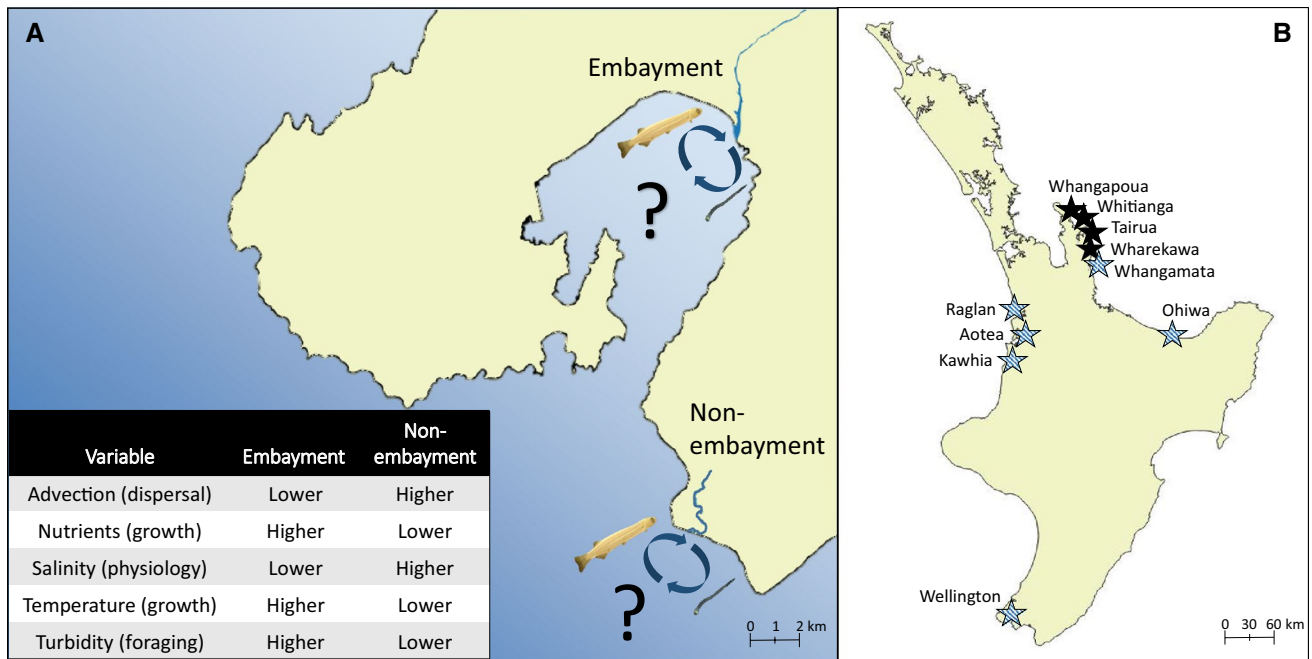 A
Embayment
?
Non-
embayment
?
0 1 2 km
Variable Embayment Non-
embayment
Advection (dispersal) Lower Higher
Nutrients (growth) Higher Lower
Salinity (physiology) Lower Higher
Temperature (growth) Higher Lower
Turbidity (foraging) Higher Lower
B
Whangapoua
Whitianga
Tairua
Wharekawa
Whangamata
Raglan
Ohiwa
Aotea
Kawhia
Wellington
0 30 60 km